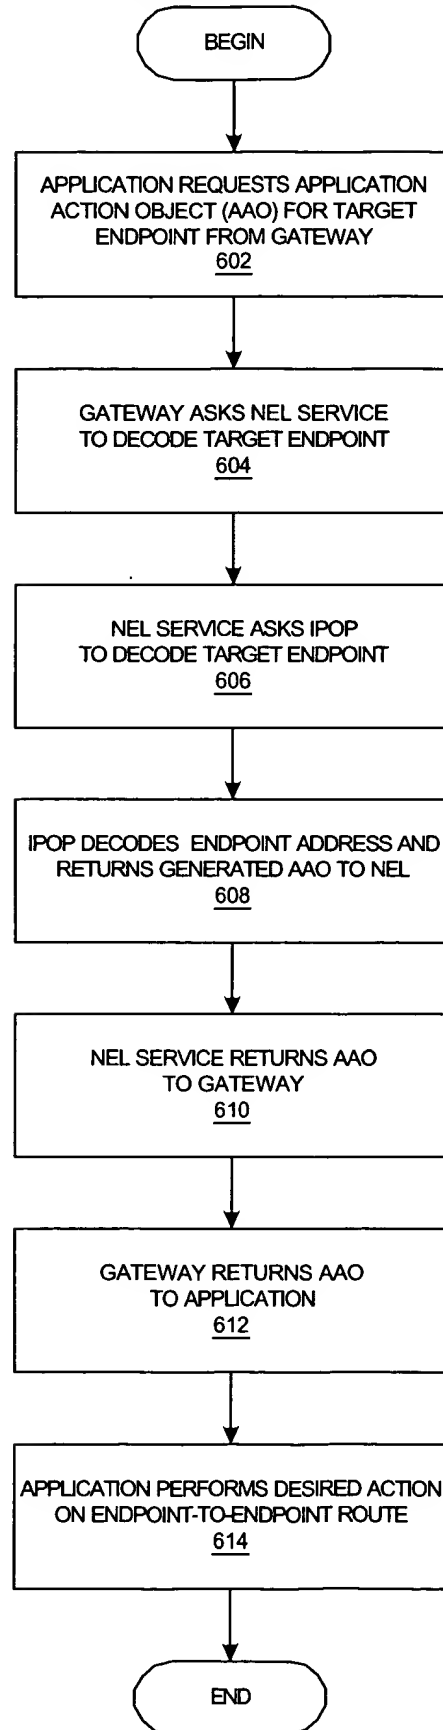 BEGIN
APPLICATION REQUESTS APPLICATION
ACTION OBJECT (AAO) FOR TARGET
ENDPOINT FROM GATEWAY
602
GATEWAY ASKS NEL SERVICE
TO DECODE TARGET ENDPOINT
604
NEL SERVICE ASKS IPOP
TO DECODE TARGET ENDPOINT
606
IPOP DECODES ENDPOINT ADDRESS AND
RETURNS GENERATED AAO TO NEL
608
NEL SERVICE RETURNS AAO
TO GATEWAY
610
GATEWAY RETURNS AAO
TO APPLICATION
612
APPLICATION PERFORMS DESIRED ACTION
ON ENDPOINT-TO-ENDPOINT ROUTE
614
END